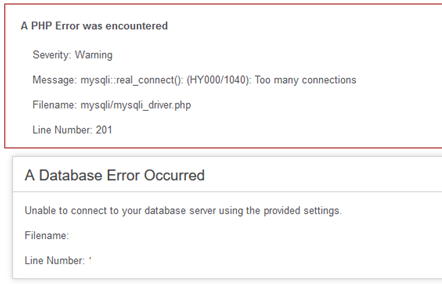 A PHP Error was encountered
Severity: Warning
Message: mysqli::real_connect(): (HY000/1040): Too many connections
Filename: mysqli/mysqli_driver.php
Line Number: 201
A Database Error Occurred
Unable to connect to your database server using the provided settings.
Filename:
Line Number: '